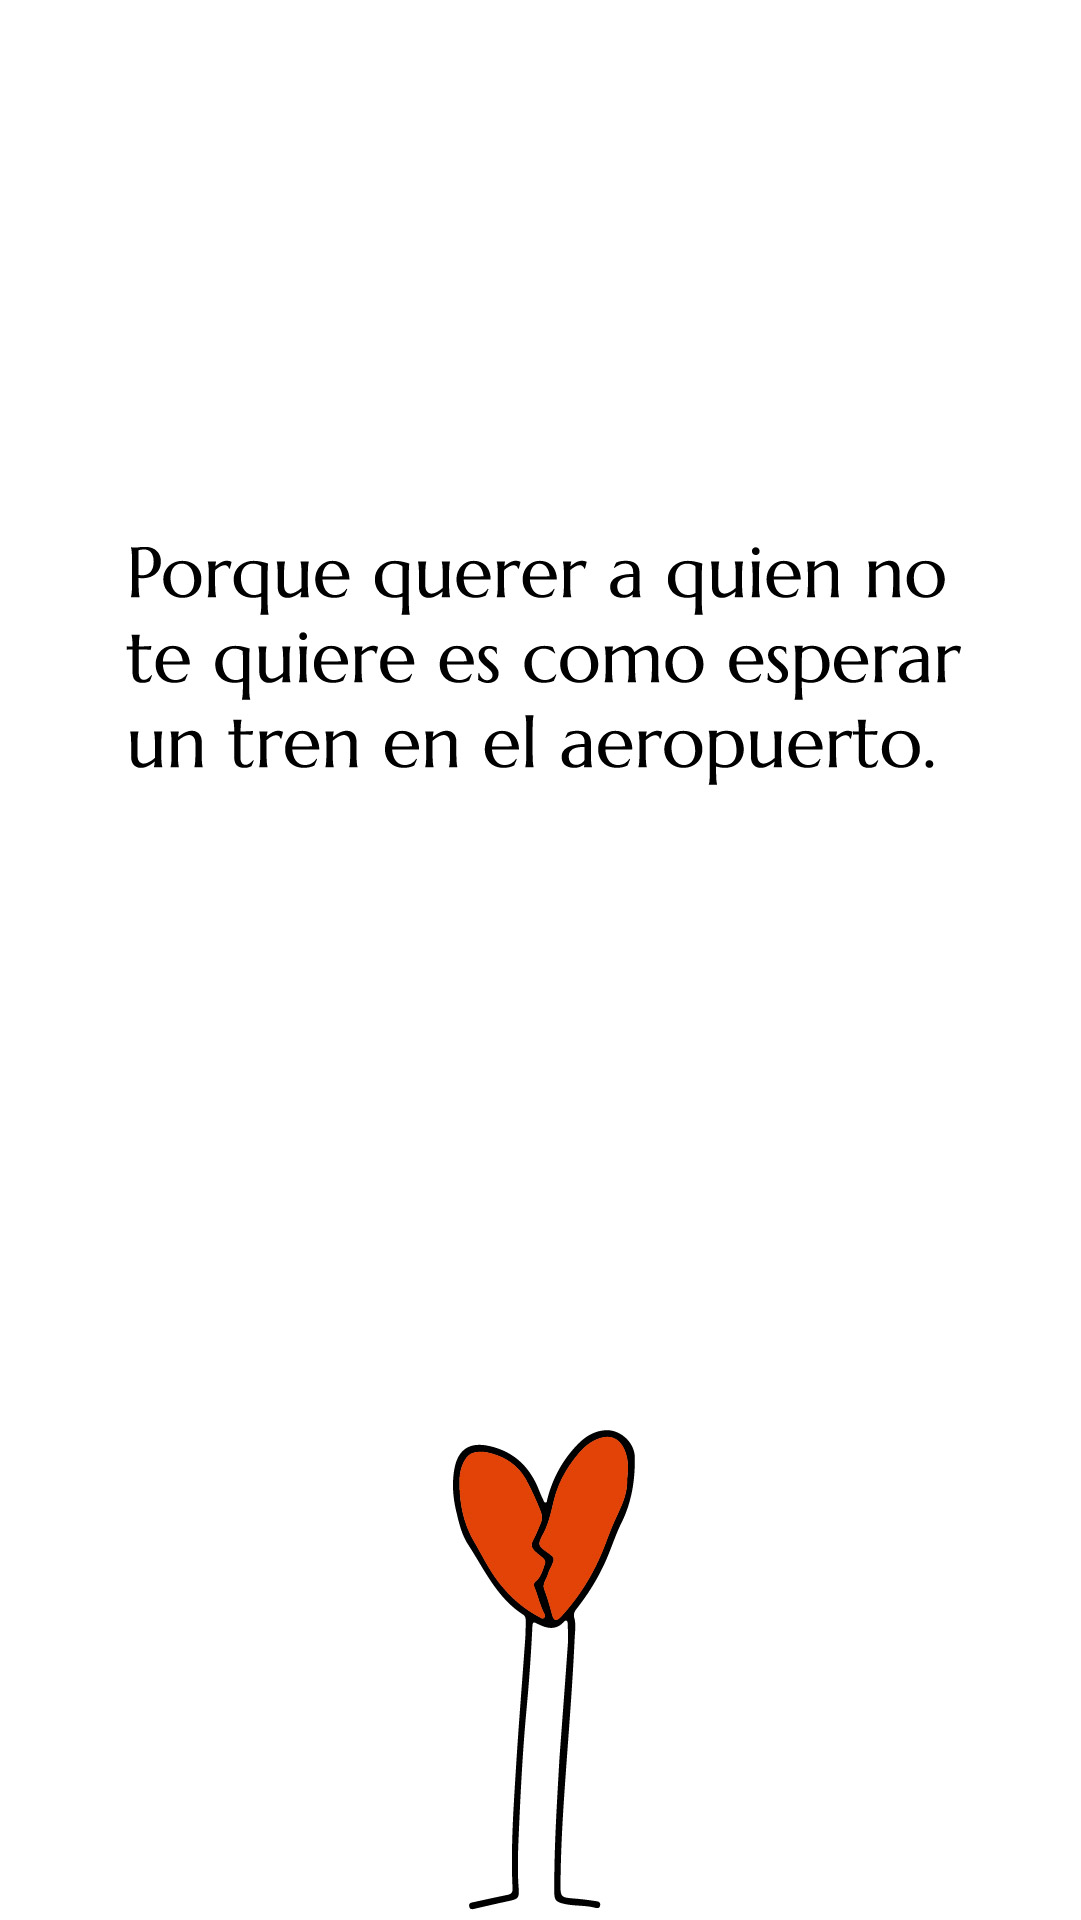 Porque querer a quien no
te quiere es como esperar
un tren en el aeropuerto.